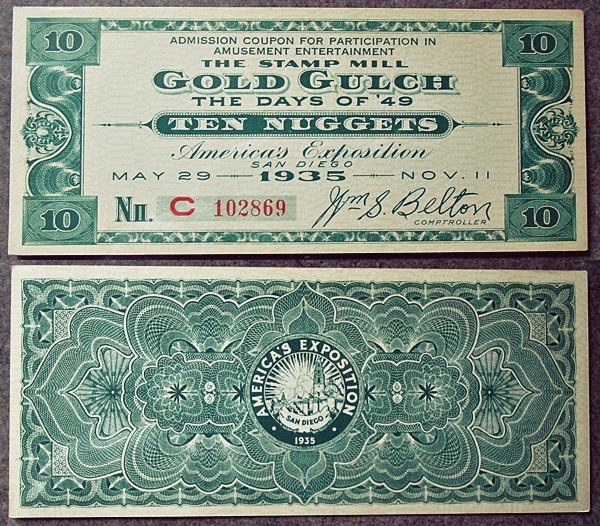 10 10
ADMISSION COUPON FOR PARTICIPATION IN
AMUSEMENT ENTERTAINMENT
THE STAMP MILL
GOLD GULCH
THE DAYS OF '49
TEN NUGGETS
America's Exposition
SAN DIEGO
MAY 29 — 1935 — NOV. 11
No. C 102869 Wm S. Belton
COMPTROLLER
10 10
AMERICA'S EXPOSITION
SAN DIEGO
1935